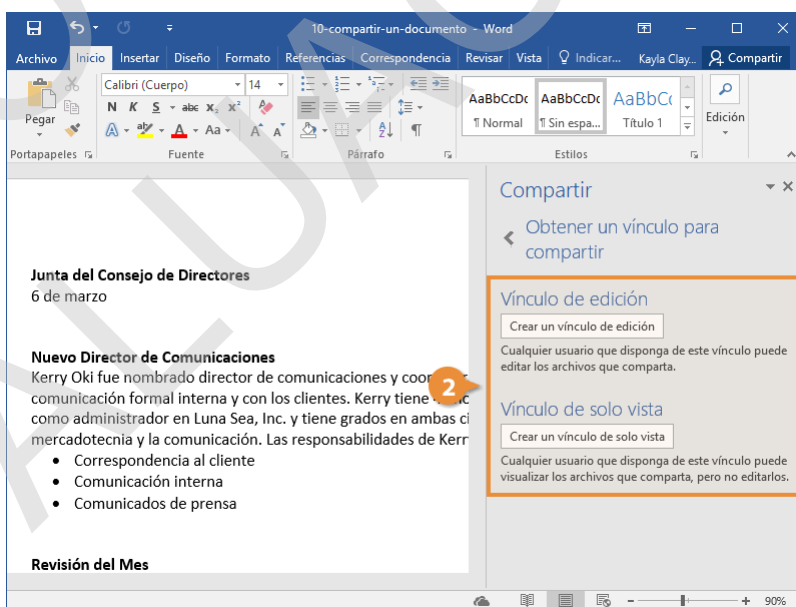 10-compartir-un-documento - Word
Archivo Inicio Insertar Diseño Formato Referencias Correspondencia Revisar Vista Indicar... Kayla Clay... Compartir
Pegar
Calibri (Cuerpo) 14
N K S abc x₂ x²
A aby A Aa A A
AaBbCcDc AaBbCcDc AaBbCc
¶ Normal ¶ Sin espa... Título 1
Edición
Portapapeles Fuente Párrafo Estilos
Compartir
Obtener un vínculo para
compartir
Vínculo de edición
Crear un vínculo de edición
Cualquier usuario que disponga de este vínculo puede
editar los archivos que comparta.
2
Vínculo de solo vista
Crear un vínculo de solo vista
Cualquier usuario que disponga de este vínculo puede
visualizar los archivos que comparta, pero no editarlos.
Junta del Consejo de Directores
6 de marzo
Nuevo Director de Comunicaciones
Kerry Oki fue nombrado director de comunicaciones y
comunicación formal interna y con los clientes. Kerry tiene
como administrador en Luna Sea, Inc. y tiene grados en ambas
mercadotecnia y la comunicación. Las responsabilidades de Kerr
• Correspondencia al cliente
• Comunicación interna
• Comunicados de prensa
Revisión del Mes
90%